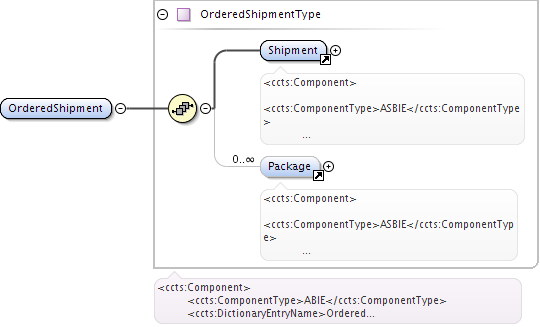 OrderedShipmentType
Shipment
<ccts:Component>
<ccts:ComponentType>ASBIE</ccts:ComponentType
>
...
OrderedShipment
0..∞
Package
<ccts:Component>
<ccts:ComponentType>ASBIE</ccts:ComponentTyp
e>
...
<ccts:Component>
<ccts:ComponentType>ABIE</ccts:ComponentType>
<ccts:DictionaryEntryName>Ordered...